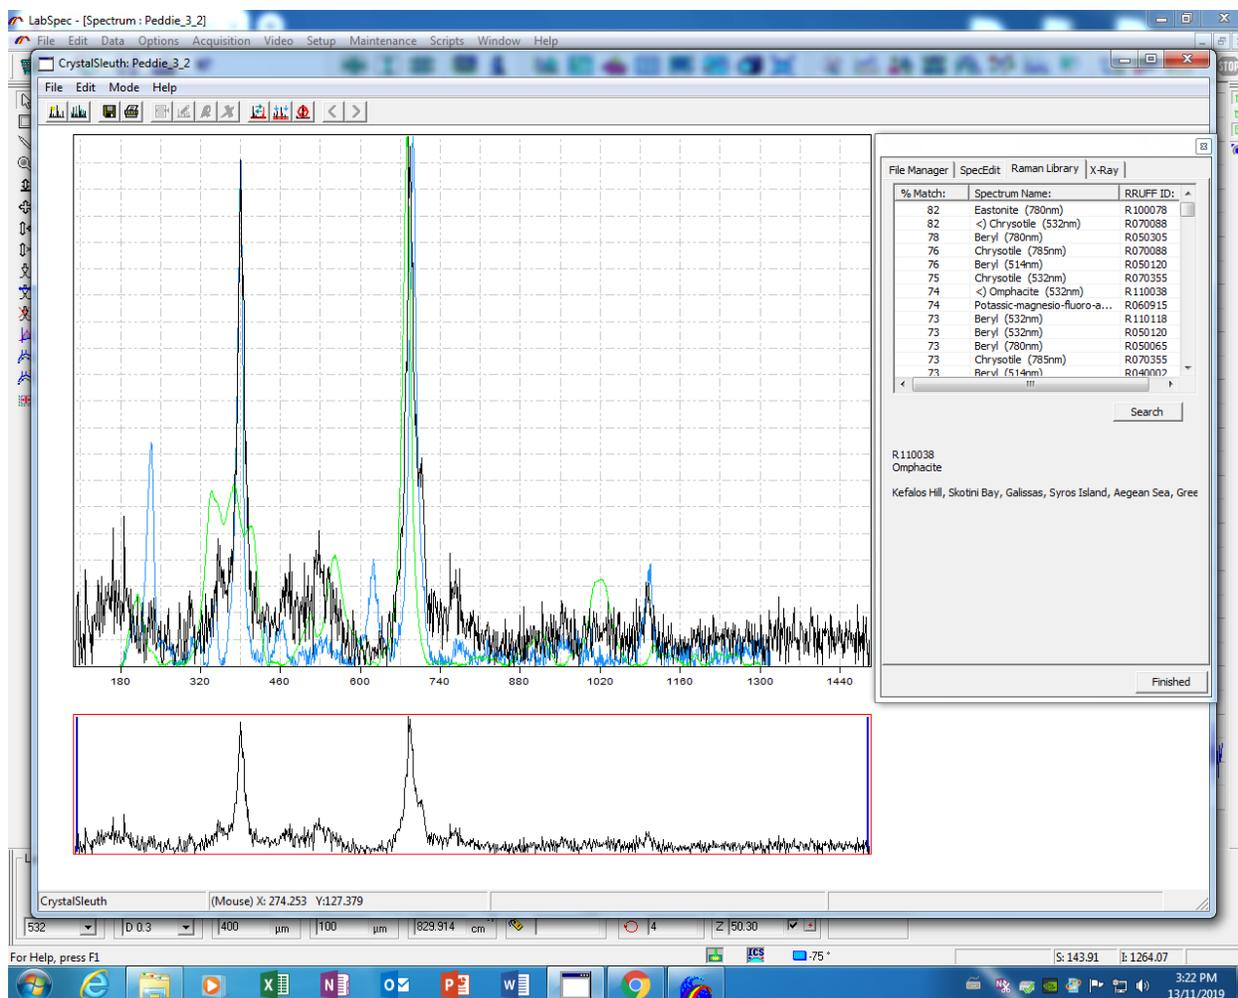 LabSpec - [Spectrum : Peddie_3_2]
File Edit Data Options Acquisition Video Setup Maintenance Scripts Window Help
CrystalSleuth: Peddie_3_2
File Edit Mode Help
STOP
File Manager SpecEdit Raman Library X-Ray
% Match: Spectrum Name: RRUFF ID:
82 Eastonite (780nm) R100078
82 <) Chrysotile (532nm) R070088
78 Beryl (780nm) R050305
76 Chrysotile (785nm) R070088
76 Beryl (514nm) R050120
75 Chrysotile (532nm) R070355
74 <) Omphacite (532nm) R110038
74 Potassic-magnesio-fluoro-a... R060915
73 Beryl (532nm) R110118
73 Beryl (532nm) R050120
73 Beryl (780nm) R050065
73 Chrysotile (785nm) R070355
73 Beryl (514nm) R040002
Search
R110038
Omphacite
Kefalos Hill, Skotini Bay, Galissas, Syros Island, Aegean Sea, Gree
Finished
180 320 460 600 740 880 1020 1160 1300 1440
CrystalSleuth (Mouse) X: 274.253 Y:127.379
532 D 0.3 400 µm 100 µm 829.914 cm 4 Z 50.30
For Help, press F1 ICS -75 ° S: 143.91 I: 1264.07
3:22 PM
13/11/2019